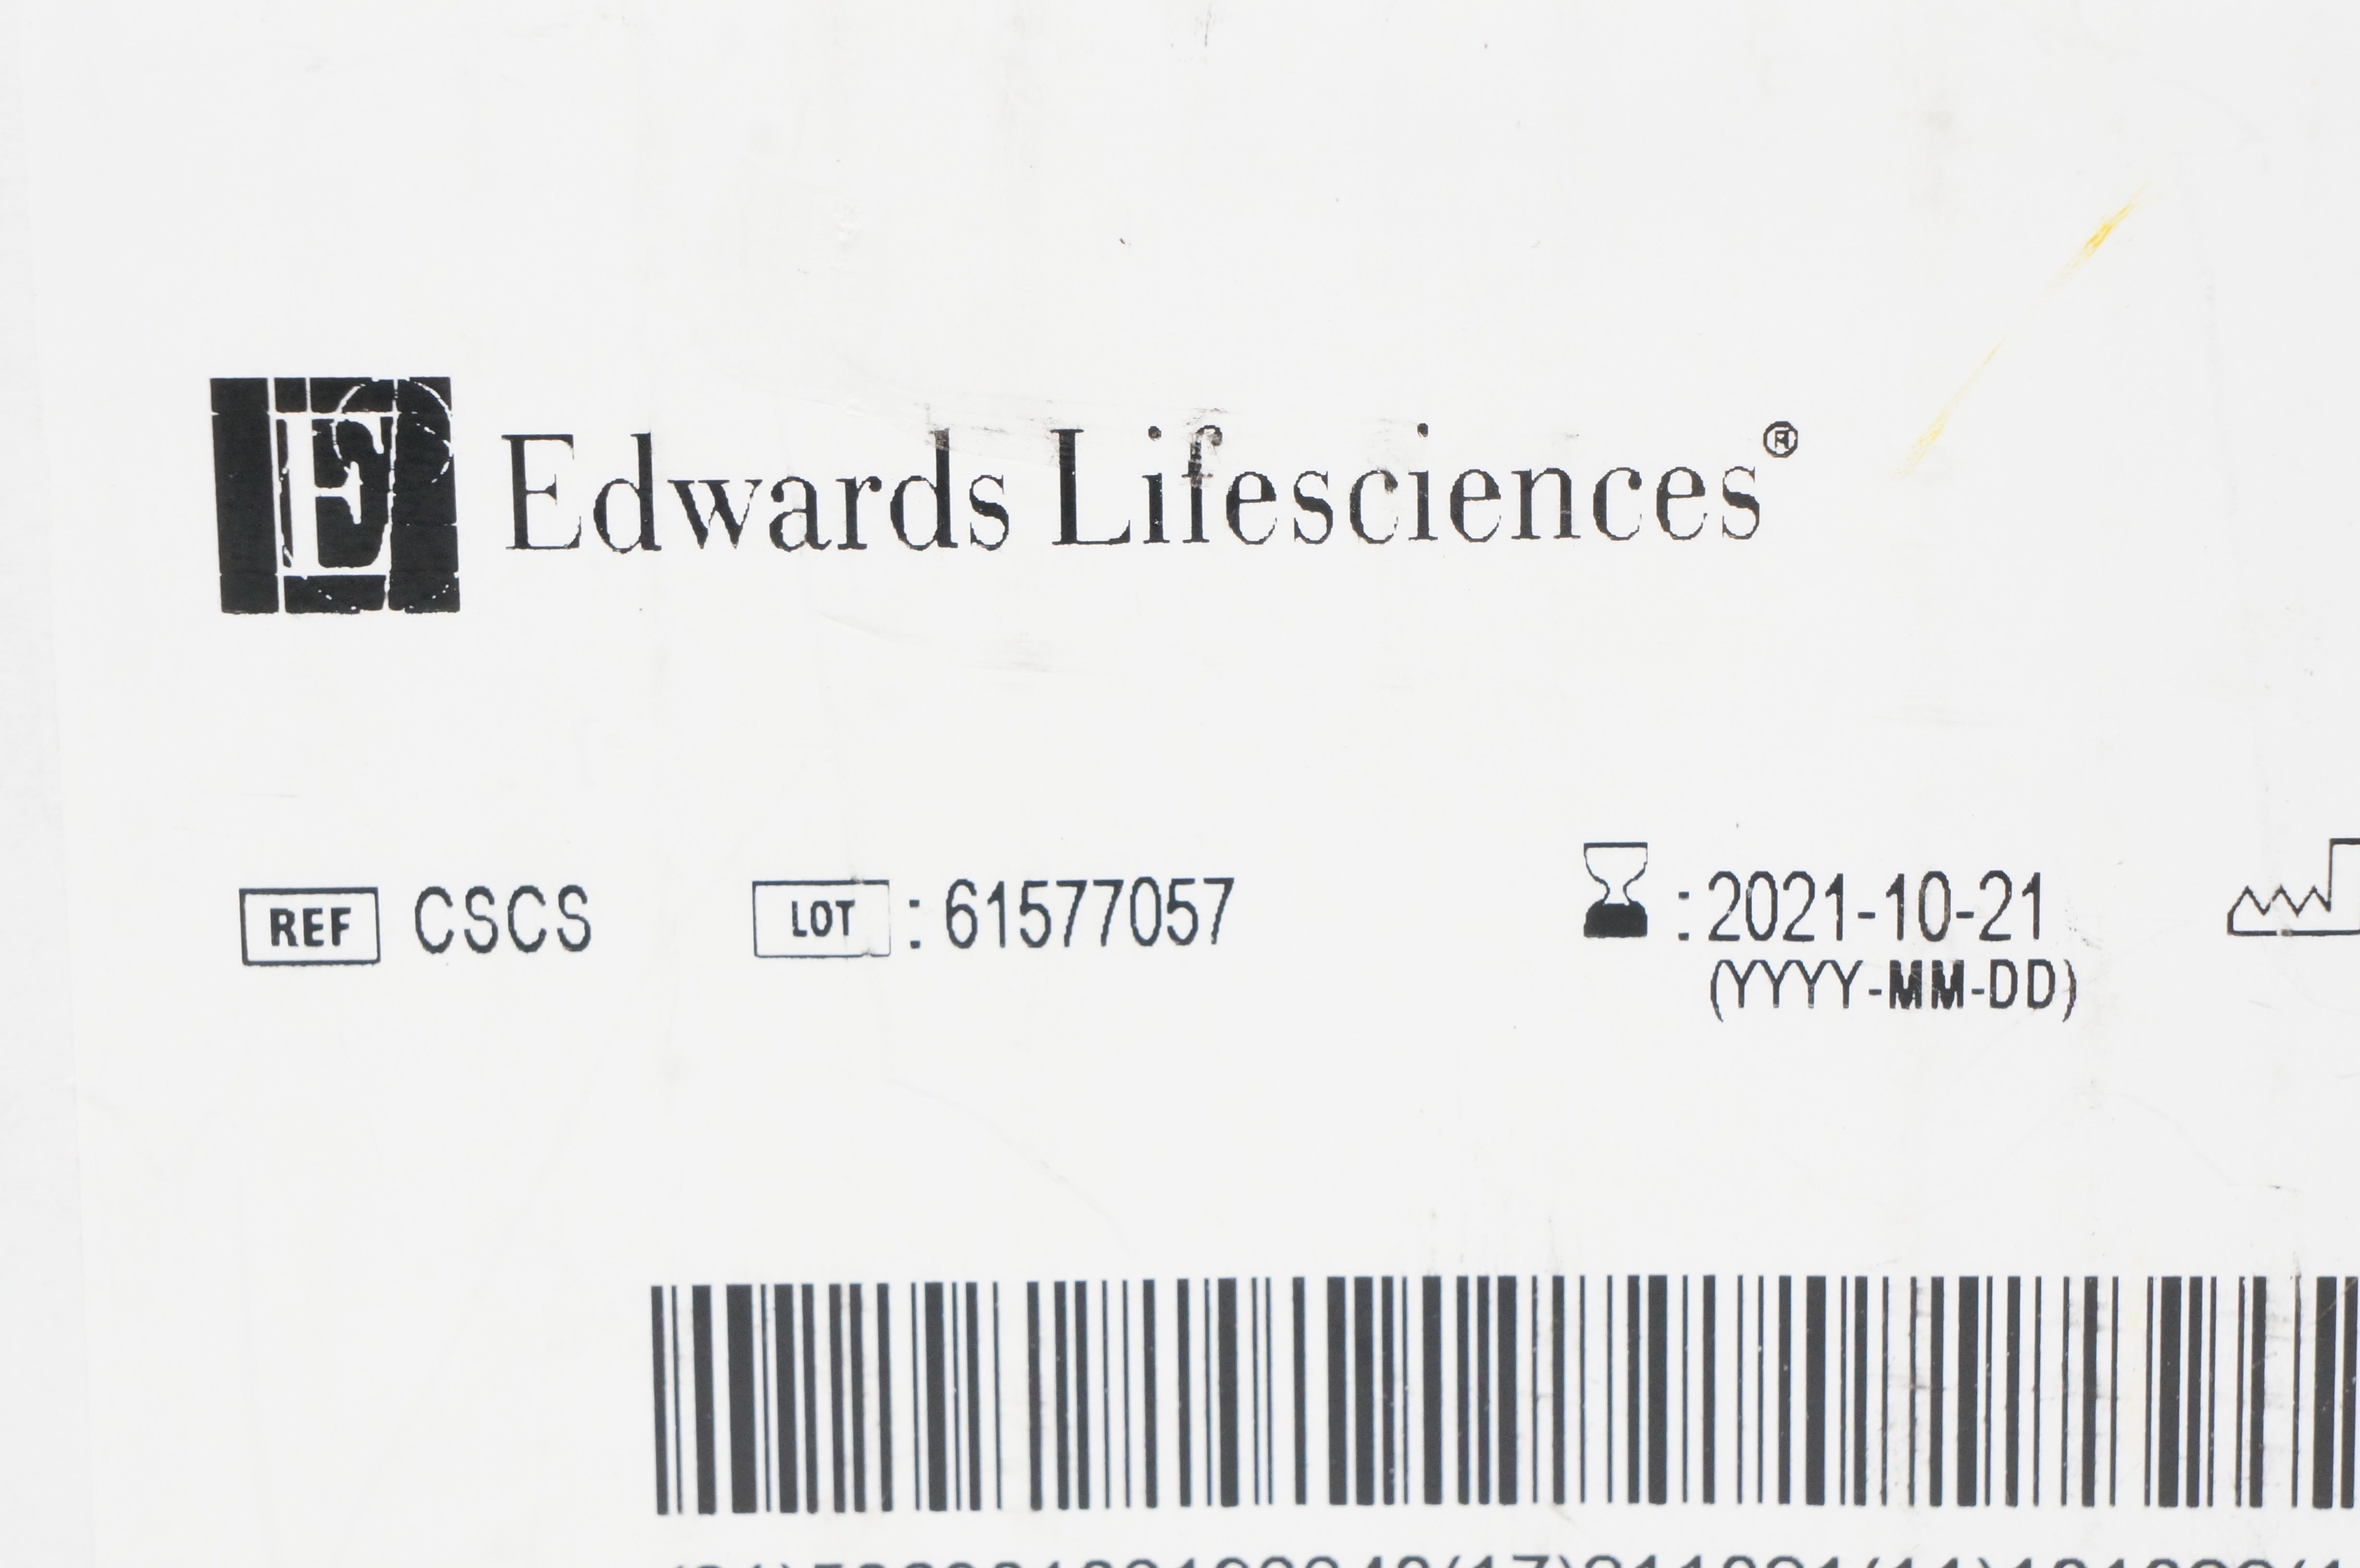 E Edwards Lifesciences®
REF CSCS LOT : 61577057 : 2021-10-21
(YYYY-MM-DD)